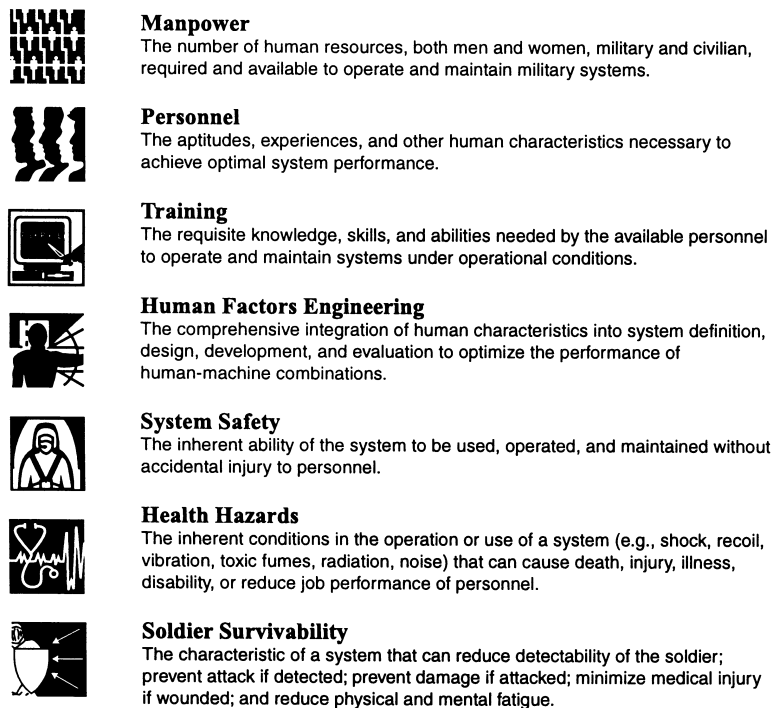 Manpower
The number of human resources, both men and women, military and civilian,
required and available to operate and maintain military systems.
Personnel
The aptitudes, experiences, and other human characteristics necessary to
achieve optimal system performance.
Training
The requisite knowledge, skills, and abilities needed by the available personnel
to operate and maintain systems under operational conditions.
Human Factors Engineering
The comprehensive integration of human characteristics into system definition,
design, development, and evaluation to optimize the performance of
human-machine combinations.
System Safety
The inherent ability of the system to be used, operated, and maintained without
accidental injury to personnel.
Health Hazards
The inherent conditions in the operation or use of a system (e.g., shock, recoil,
vibration, toxic fumes, radiation, noise) that can cause death, injury, illness,
disability, or reduce job performance of personnel.
Soldier Survivability
The characteristic of a system that can reduce detectability of the soldier;
prevent attack if detected; prevent damage if attacked; minimize medical injury
if wounded; and reduce physical and mental fatigue.